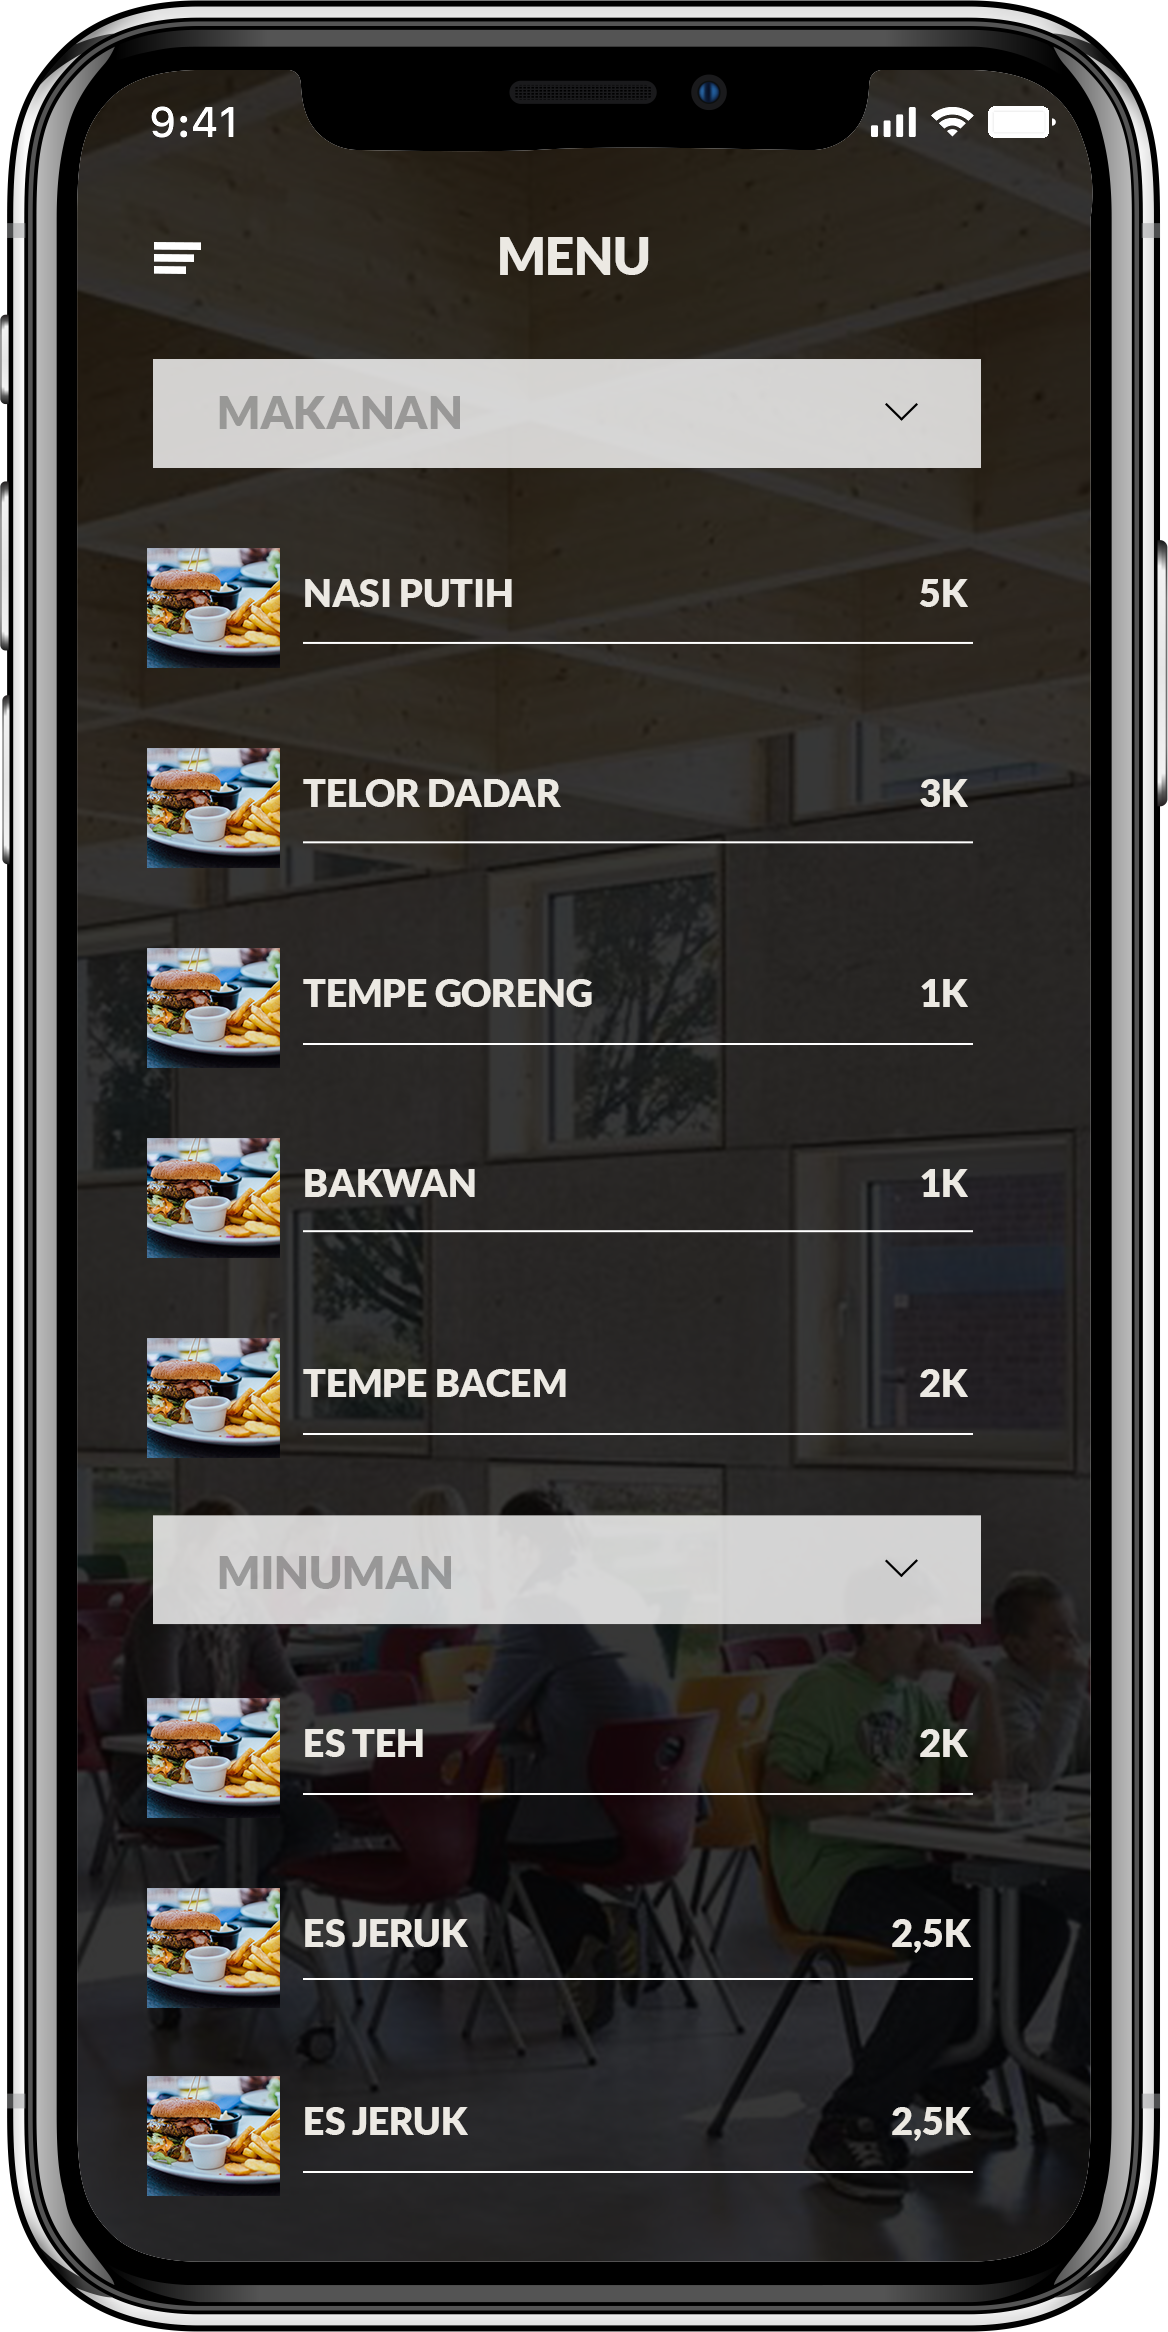 9:41
MENU
MAKANAN
NASI PUTIH 5K
TELOR DADAR 3K
TEMPE GORENG 1K
BAKWAN 1K
TEMPE BACEM 2K
MINUMAN
ES TEH 2K
ES JERUK 2,5K
ES JERUK 2,5K